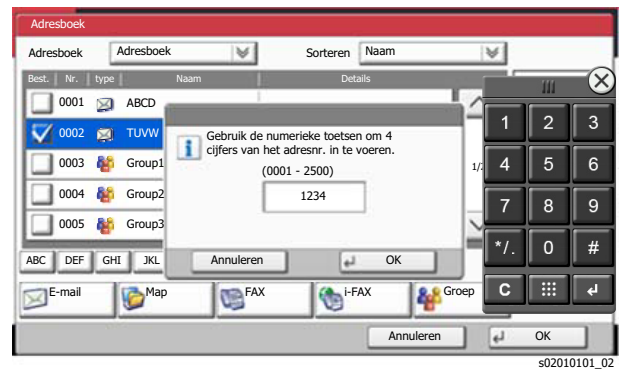 Adresboek
Adresboek Adresboek Sorteren Naam
Best. Nr. type Naam Details
0001 ABCD
0002 TUVW
0003 Group1
0004 Group2
0005 Group3
Gebruik de numerieke toetsen om 4
cijfers van het adresnr. in te voeren.
(0001 - 2500)
1234
Annuleren OK
1 2 3
4 5 6
7 8 9
*/. 0 #
C
ABC DEF GHI JKL
E-mail Map FAX i-FAX Groep
Annuleren OK
s02010101_02